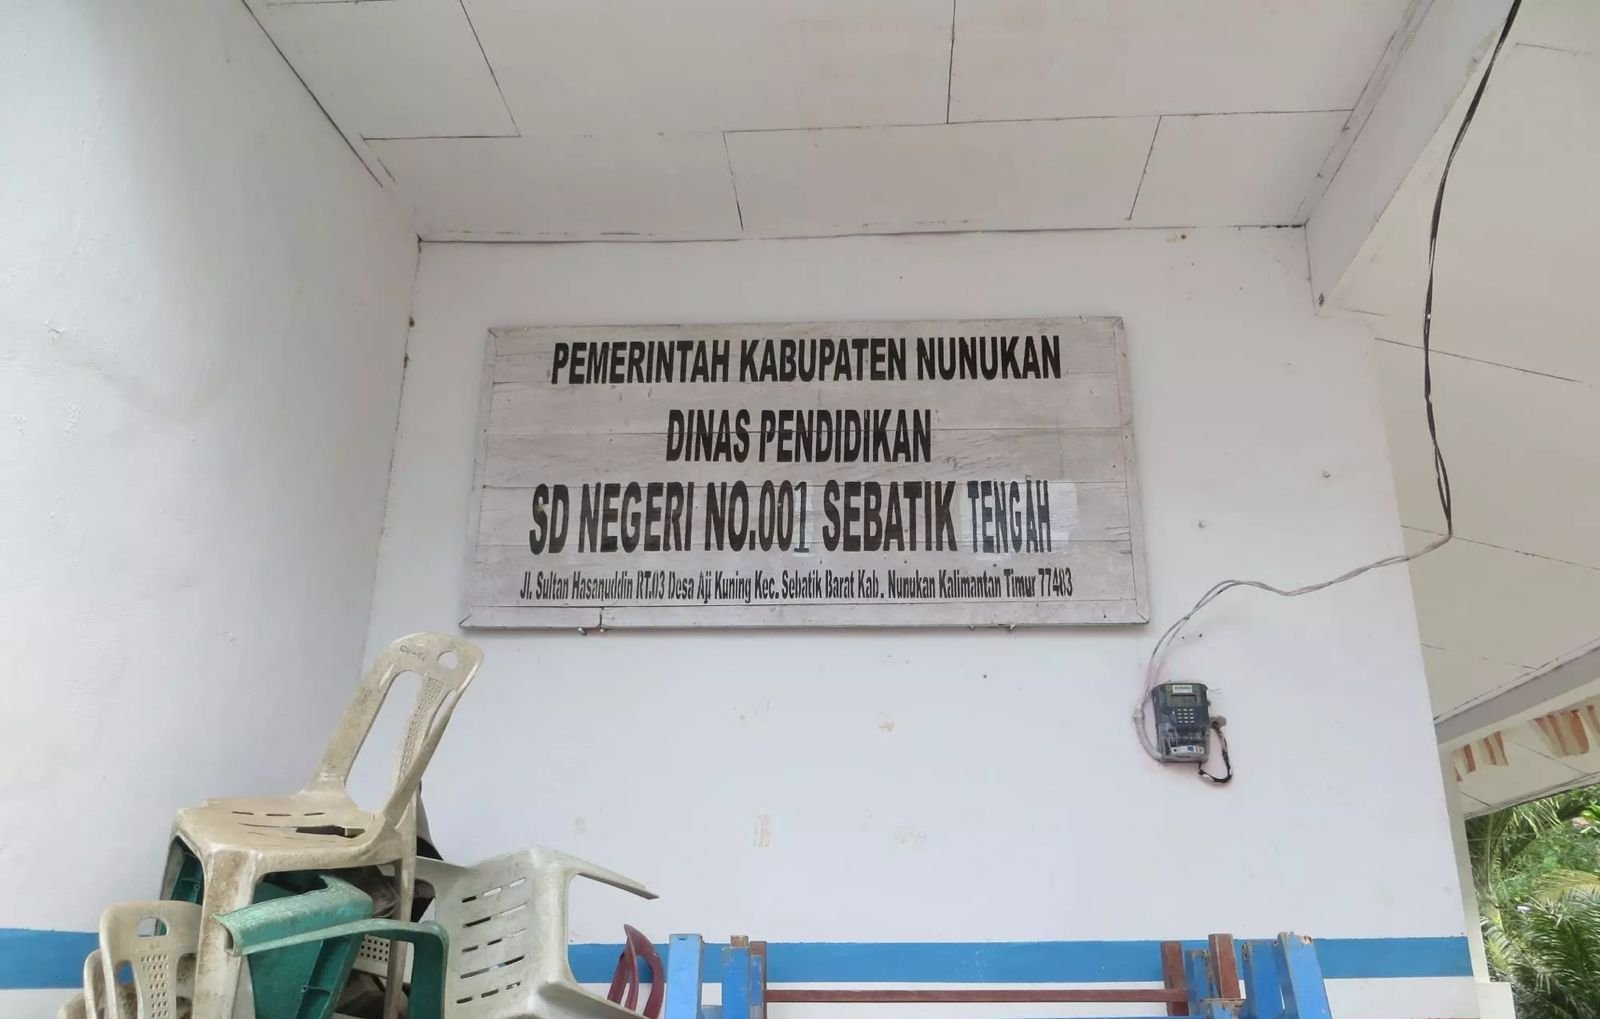 PEMERINTAH KABUPATEN NUNUKAN
DINAS PENDIDIKAN
SD NEGERI NO.001 SEBATIK TENGAH
Jl. Sultan Hasanuddin RT.03 Desa Aji Kuning Kec. Sebatik Barat Kab. Nunukan Kalimantan Timur 77483